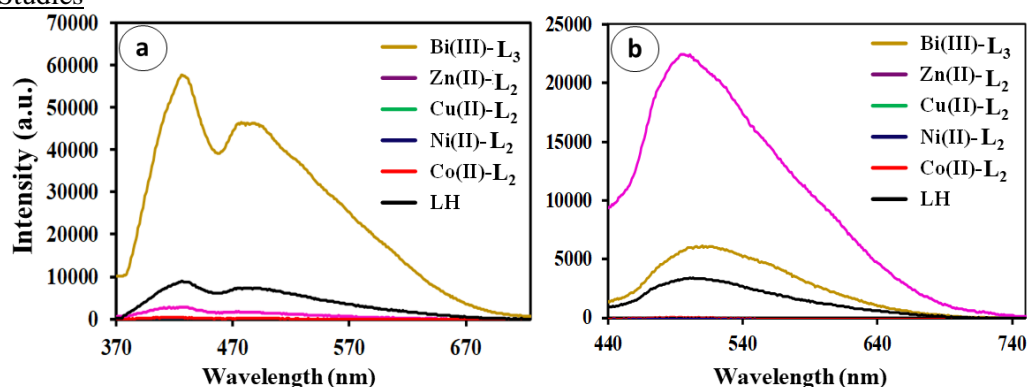 Studies
a
70000
60000
50000
40000
30000
20000
10000
0
370
470
570
670
Intensity (a.u.)
Wavelength (nm)
Bi(III)-L3
Zn(II)-L2
Cu(II)-L2
Ni(II)-L2
Co(II)-L2
LH
b
25000
20000
15000
10000
5000
0
440
540
640
740
Wavelength (nm)
Bi(III)-L3
Zn(II)-L2
Cu(II)-L2
Ni(II)-L2
Co(II)-L2
LH